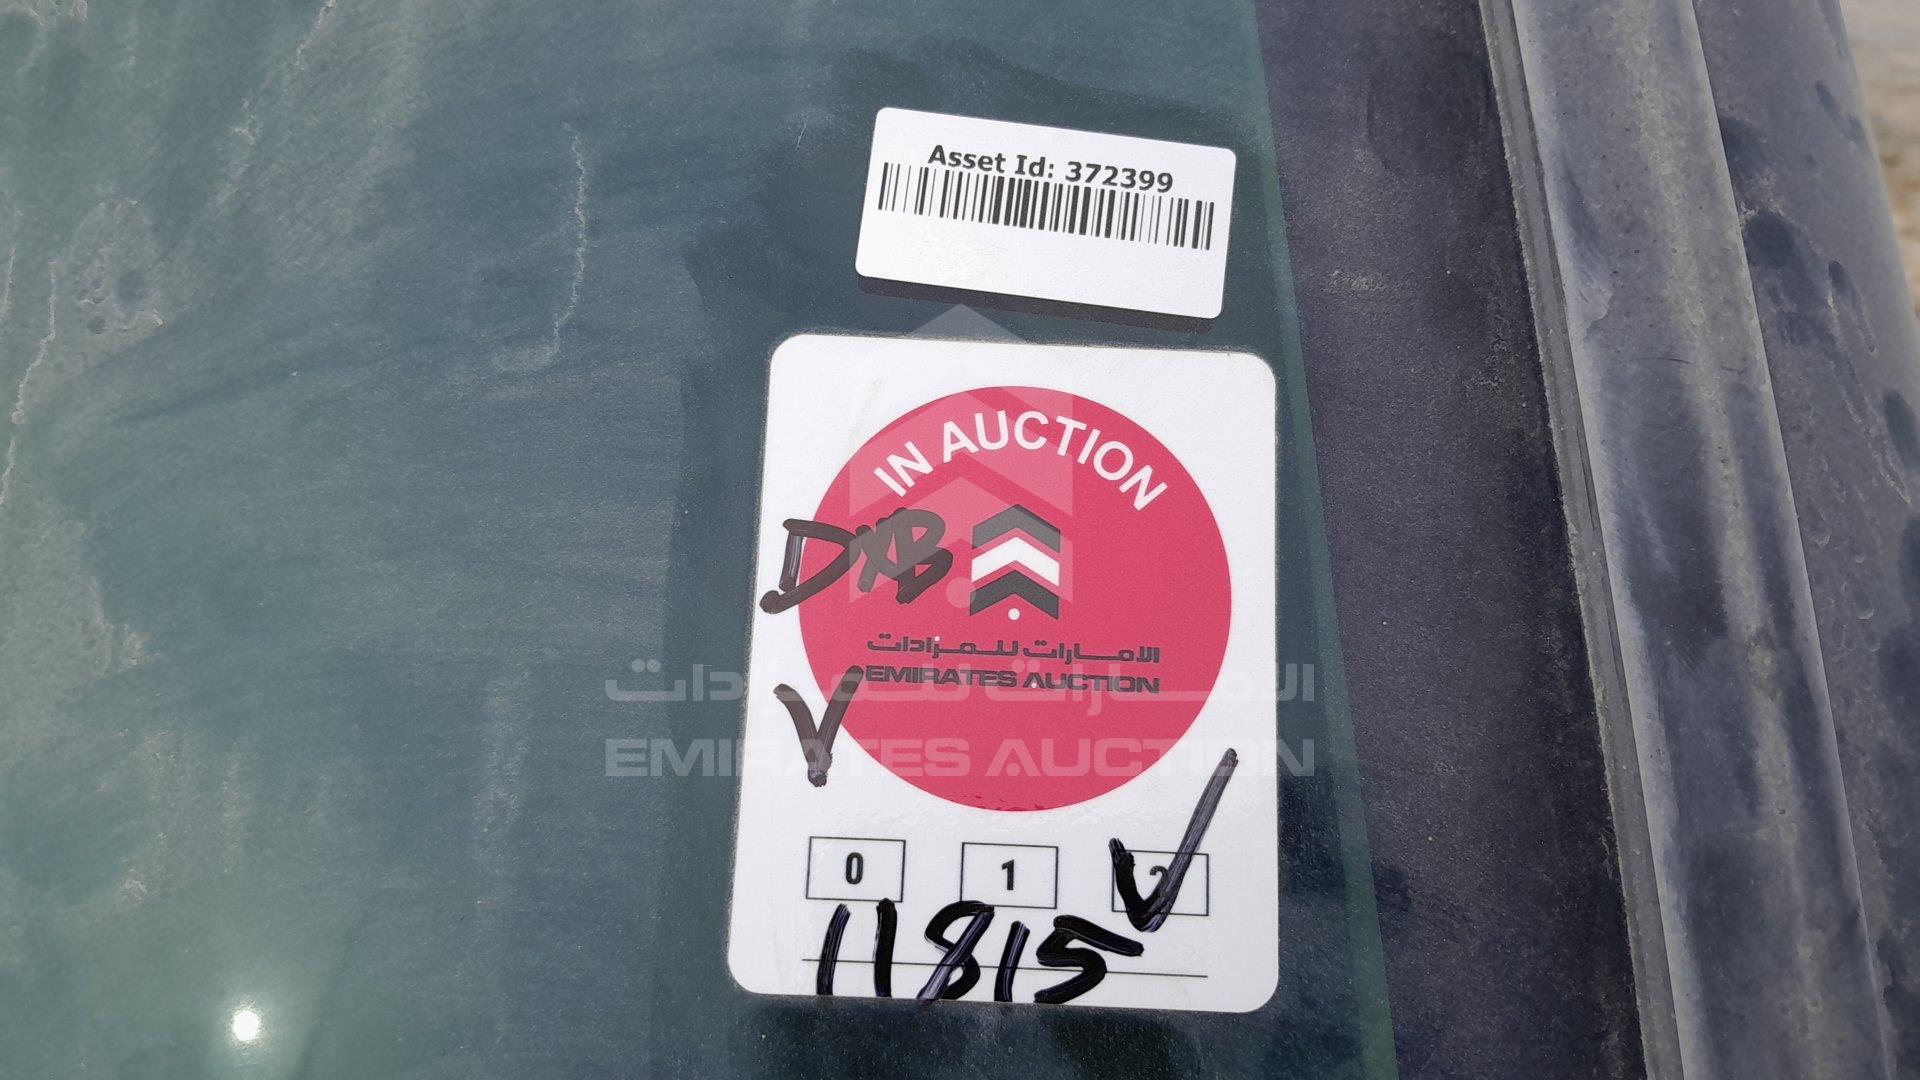 Asset Id: 372399
IN AUCTION
DXB
الامارات للمزادات
EMIRATES AUCTION
V
الامارات للمزادات
EMIRATES AUCTION
0 1 2
11815